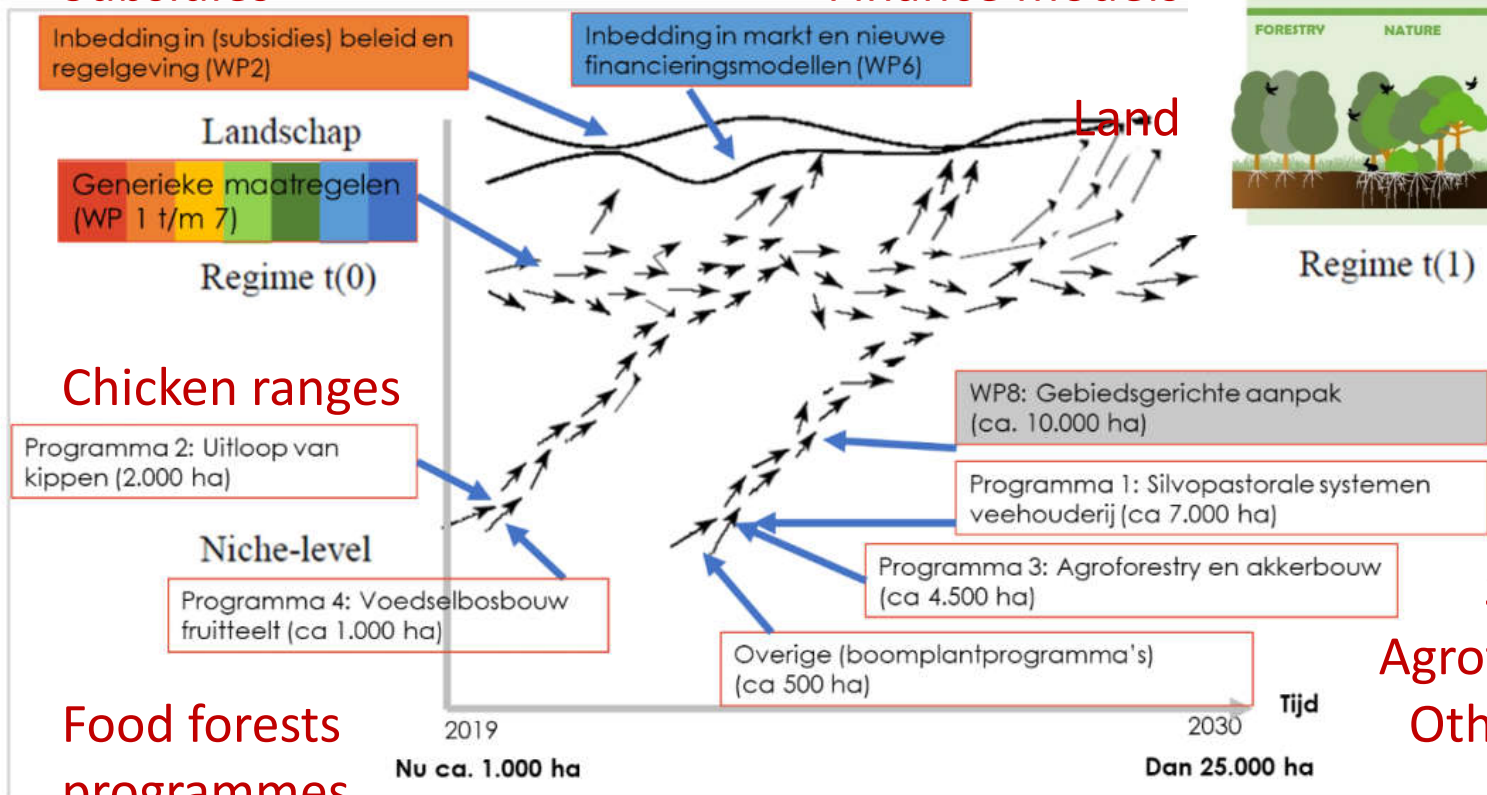 Inbedding in (subsidies) beleid en
regelgeving (WP2)
Inbedding in markt en nieuwe
financieringsmodellen (WP6)
FORESTRY
NATURE
Landschap
Land
Generieke maatregelen
(WP 1 t/m 7)
Regime t(0)
Regime t(1)
Chicken ranges
WP8: Gebiedsgerichte aanpak
(ca. 10.000 ha)
Programma 2: Uitloop van
kippen (2.000 ha)
Programma 1: Silvopastorale systemen
veehouderij (ca 7.000 ha)
Niche-level
Programma 3: Agroforestry en akkerbouw
(ca 4.500 ha)
Programma 4: Voedselbosbouw
fruitteelt (ca 1.000 ha)
Overige (boomplantprogramma's)
(ca 500 ha)
Food forests
programmes
2019
2030
Tijd
Nu ca. 1.000 ha
Dan 25.000 ha